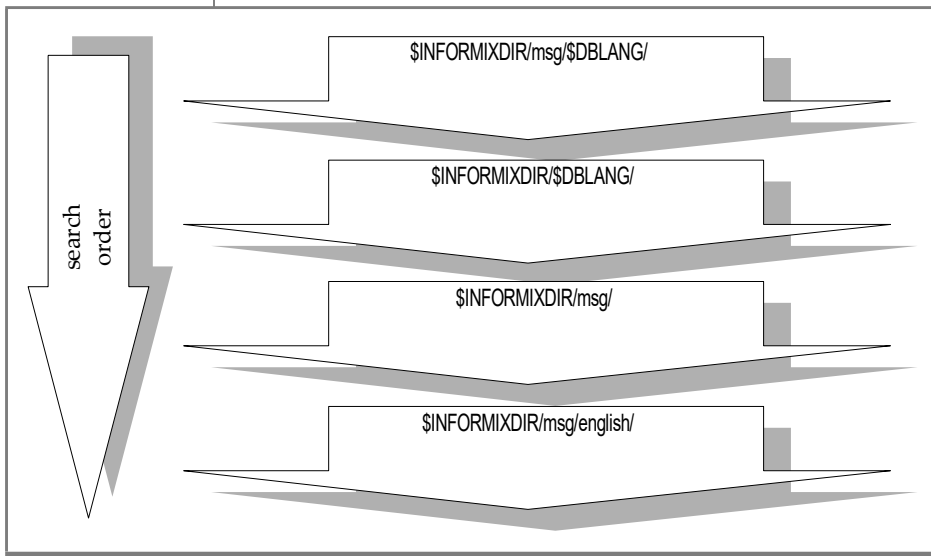 search
order
$INFORMIXDIR/msg/$DBLANG/
$INFORMIXDIR/$DBLANG/
$INFORMIXDIR/msg/
$INFORMIXDIR/msg/english/